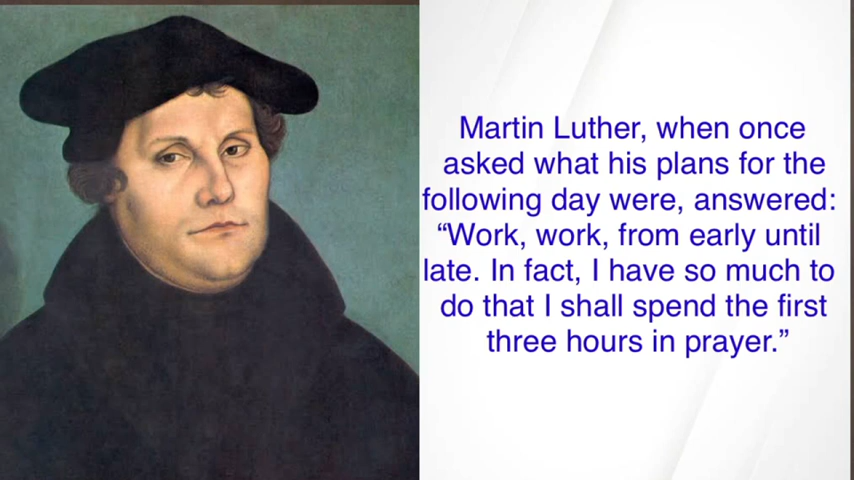 Martin Luther, when once
asked what his plans for the
following day were, answered:
“Work, work, from early until
late. In fact, I have so much to
do that I shall spend the first
three hours in prayer.”